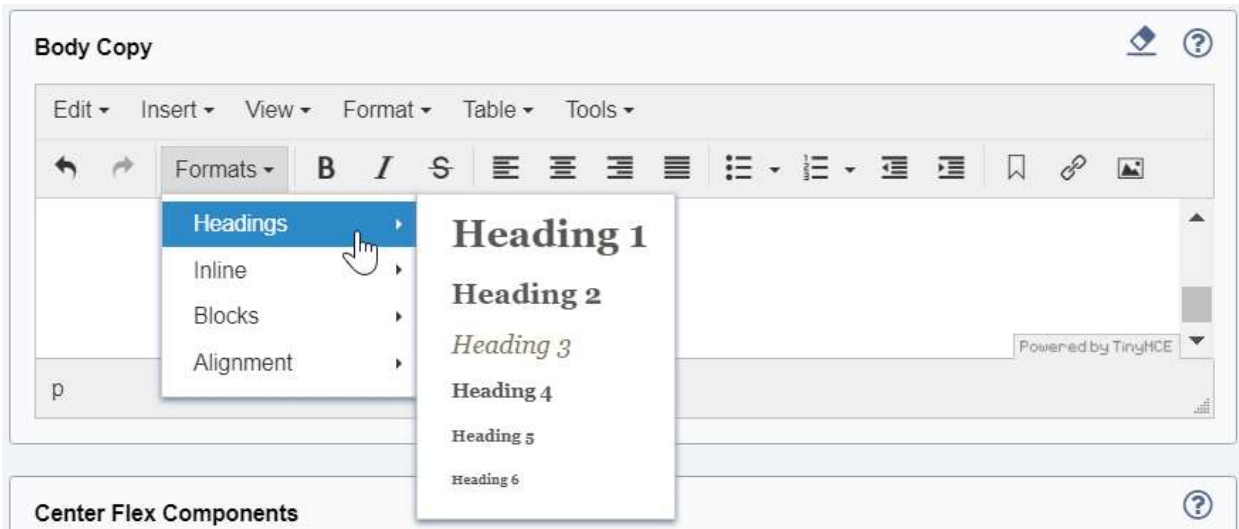 Body Copy
Edit Insert View Format Table Tools
Formats B I S
Headings
Inline
Blocks
Alignment
Heading 1
Heading 2
Heading 3
Heading 4
Heading 5
Heading 6
Powered by TinyMCE
p
Center Flex Components